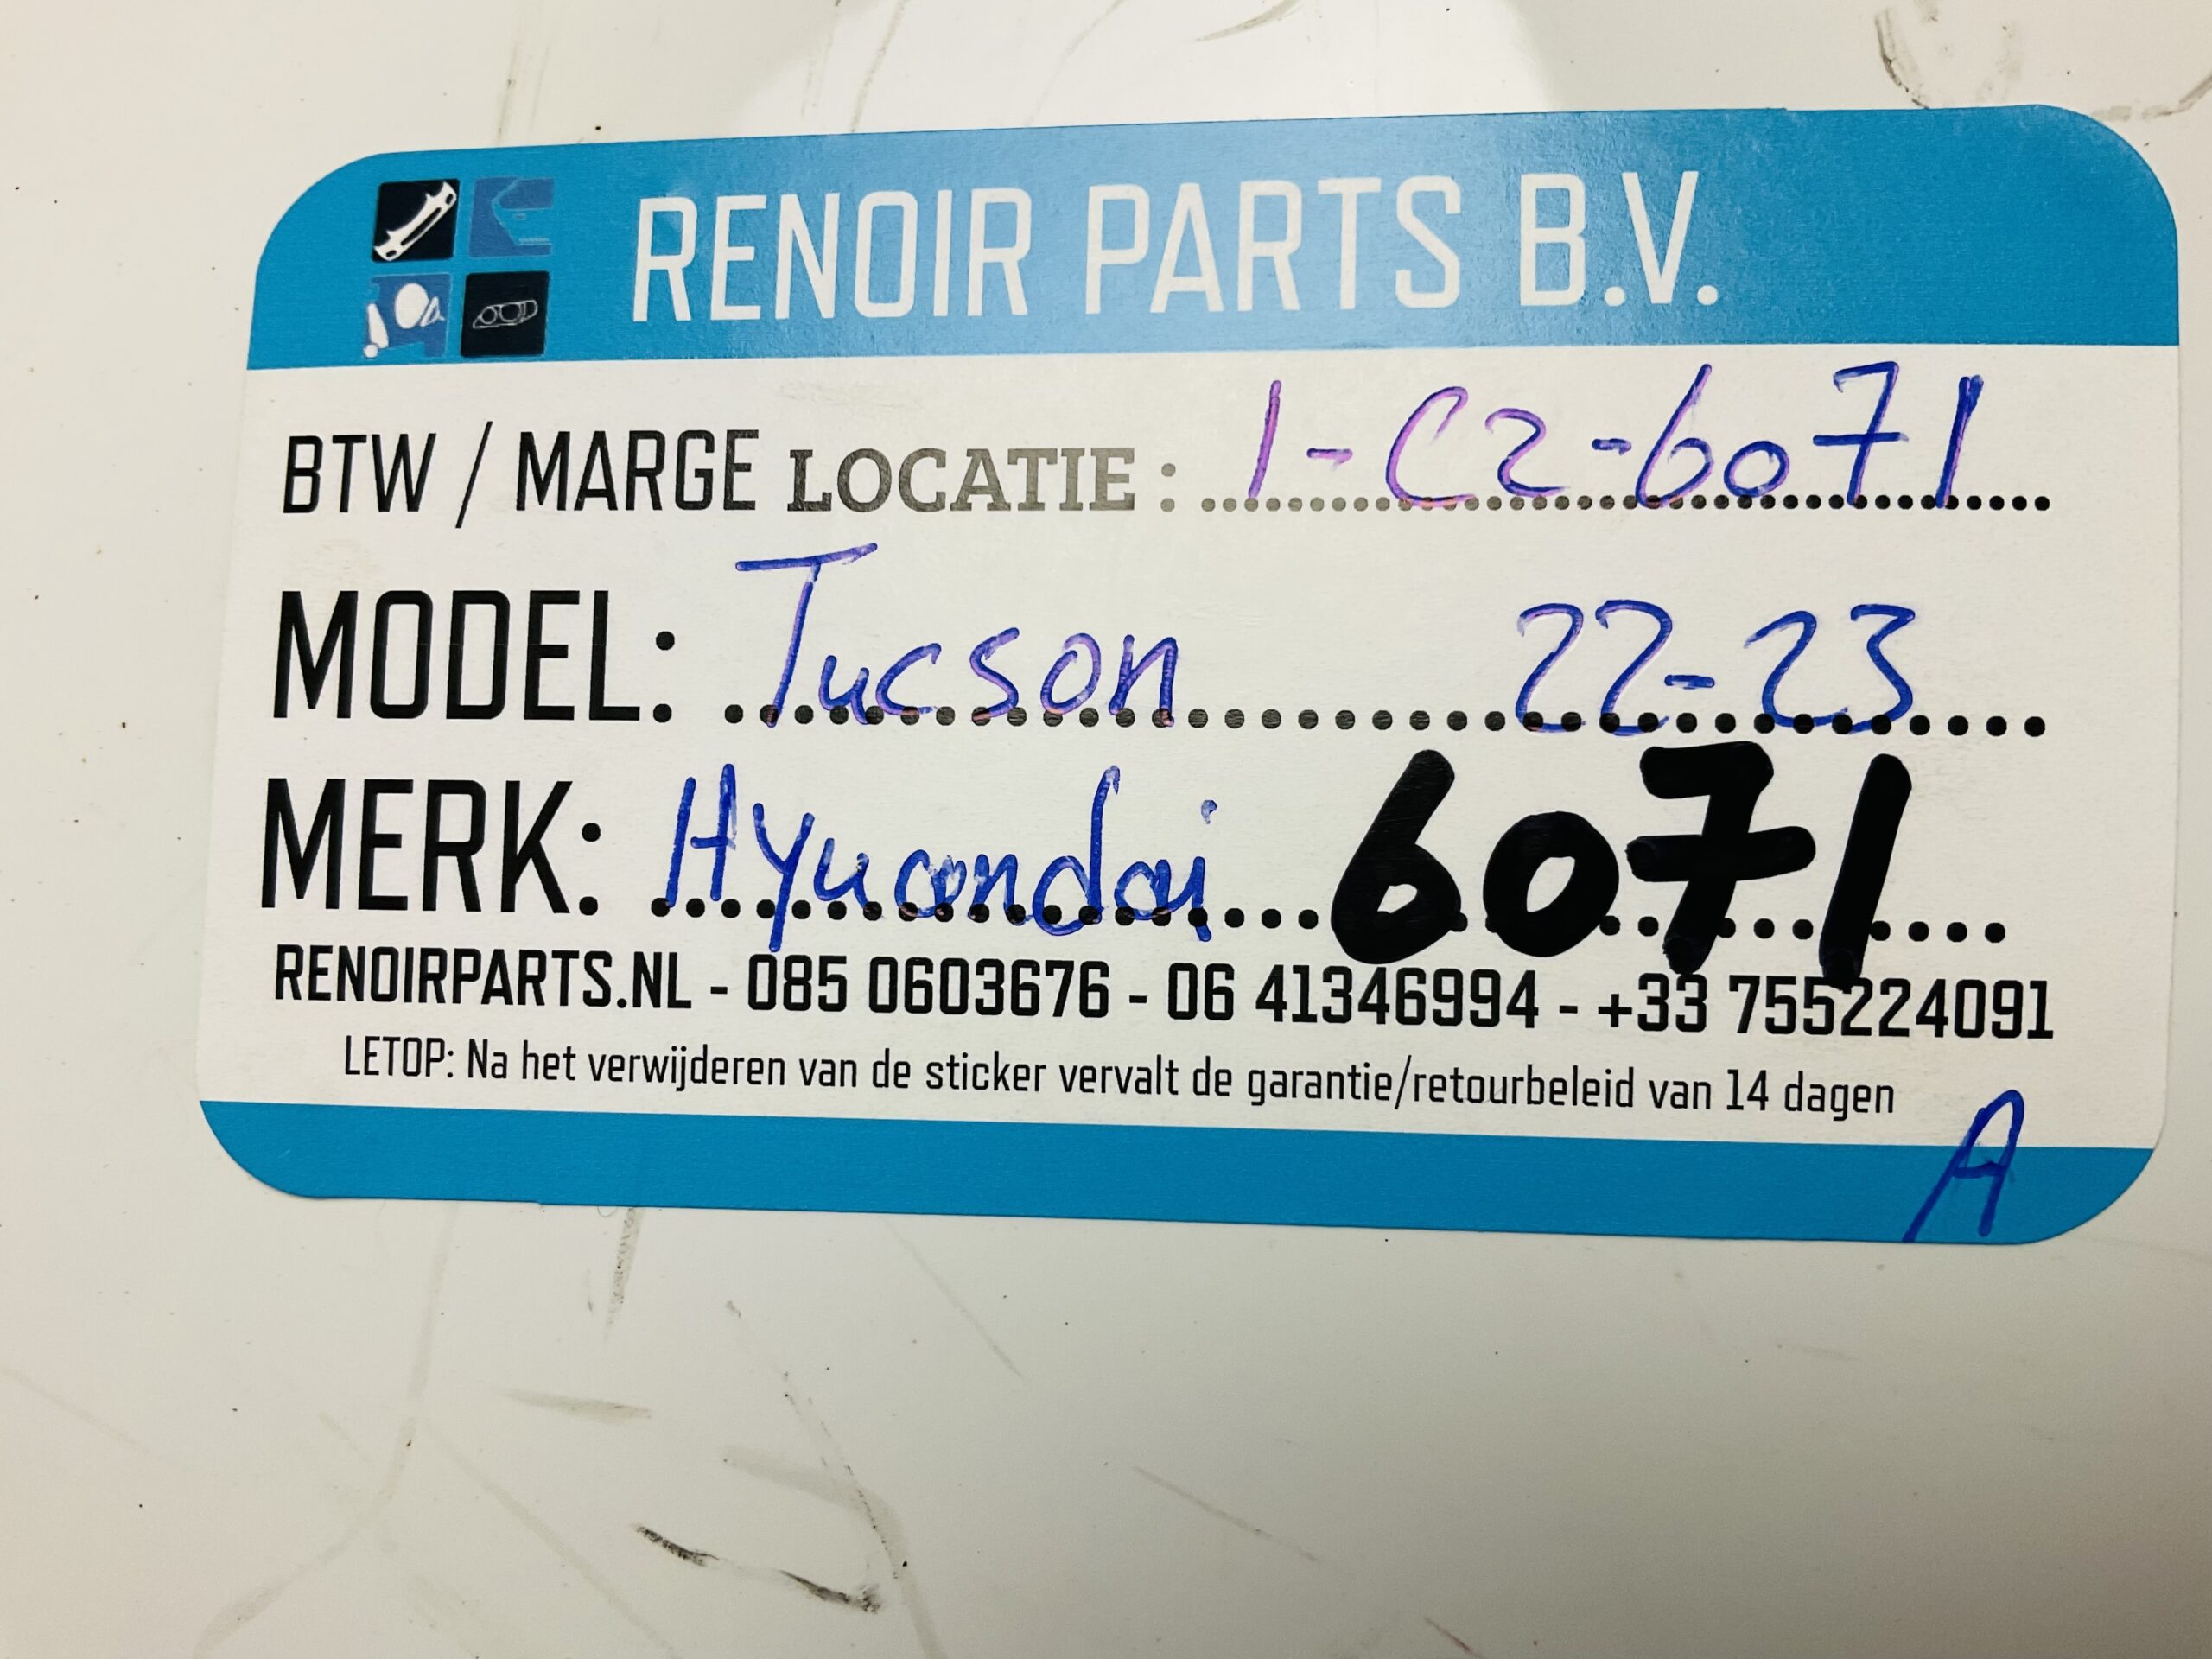 RENOIR PARTS B.V.
BTW / MARGE LOCATIE : 1-C2-6071
MODEL: Tucson 22-23
MERK: Hyuandai 6071
RENOIRPARTS.NL - 085 0603676 - 06 41346994 - +33 755224091
LETOP: Na het verwijderen van de sticker vervalt de garantie/retourbeleid van 14 dagen
A